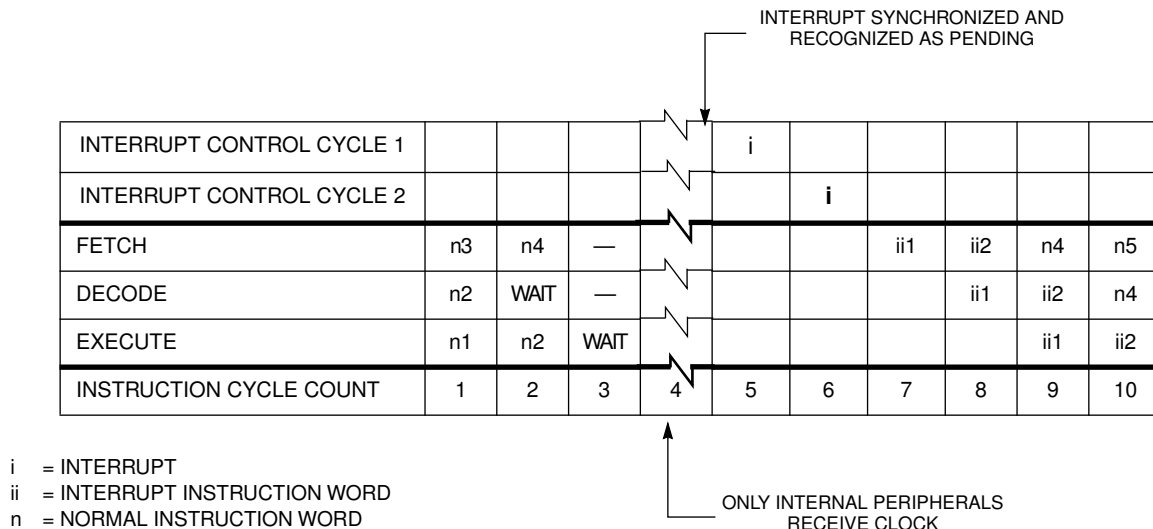 INTERRUPT SYNCHRONIZED AND
RECOGNIZED AS PENDING
INTERRUPT CONTROL CYCLE 1 i
INTERRUPT CONTROL CYCLE 2 i
FETCH n3 n4 — ii1 ii2 n4 n5
DECODE n2 WAIT — ii1 ii2 n4
EXECUTE n1 n2 WAIT ii1 ii2
INSTRUCTION CYCLE COUNT 1 2 3 4 5 6 7 8 9 10
i = INTERRUPT
ii = INTERRUPT INSTRUCTION WORD
n = NORMAL INSTRUCTION WORD
ONLY INTERNAL PERIPHERALS
RECEIVE CLOCK